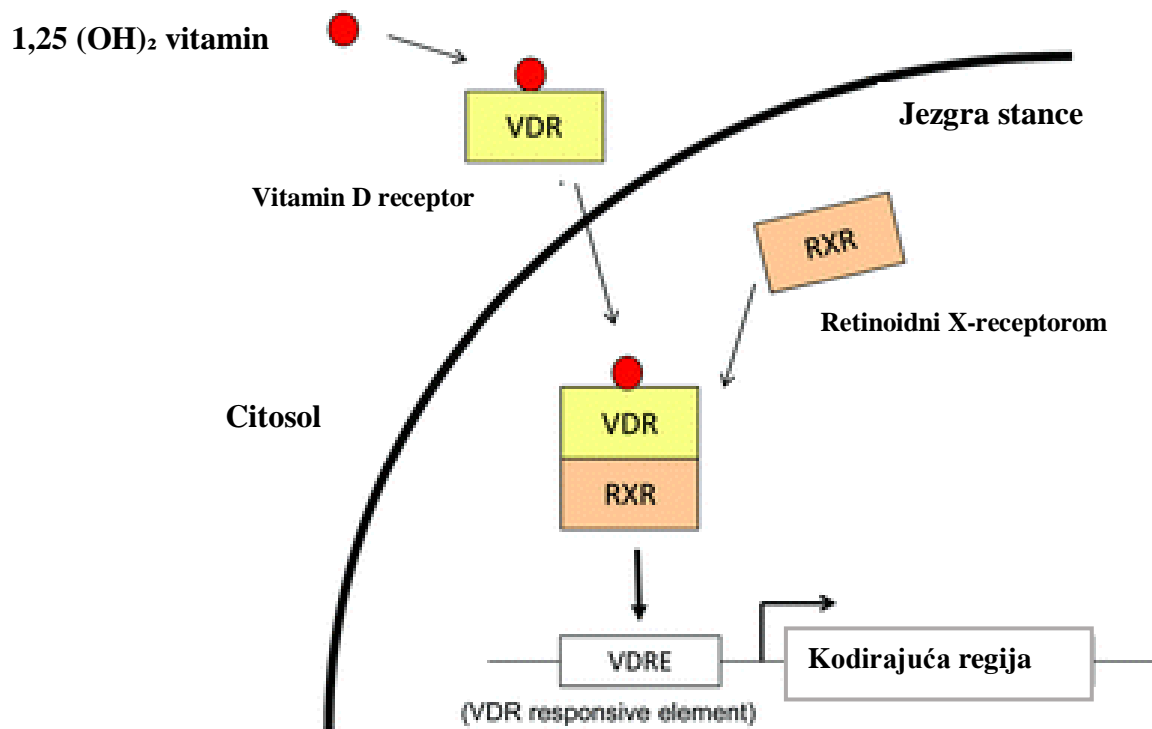 1,25 (OH)₂ vitamin
VDR
Jezgra stance
Vitamin D receptor
RXR
Retinoidni X-receptorom
Citosol
VDR
RXR
VDRE
Kodirajuća regija
(VDR responsive element)